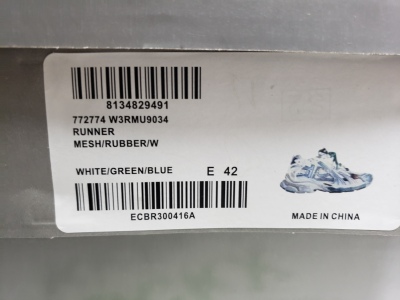 8134829491
772774 W3RMU9034
RUNNER
MESH/RUBBER/W
WHITE/GREEN/BLUE E 42
ECBR300416A
MADE IN CHINA